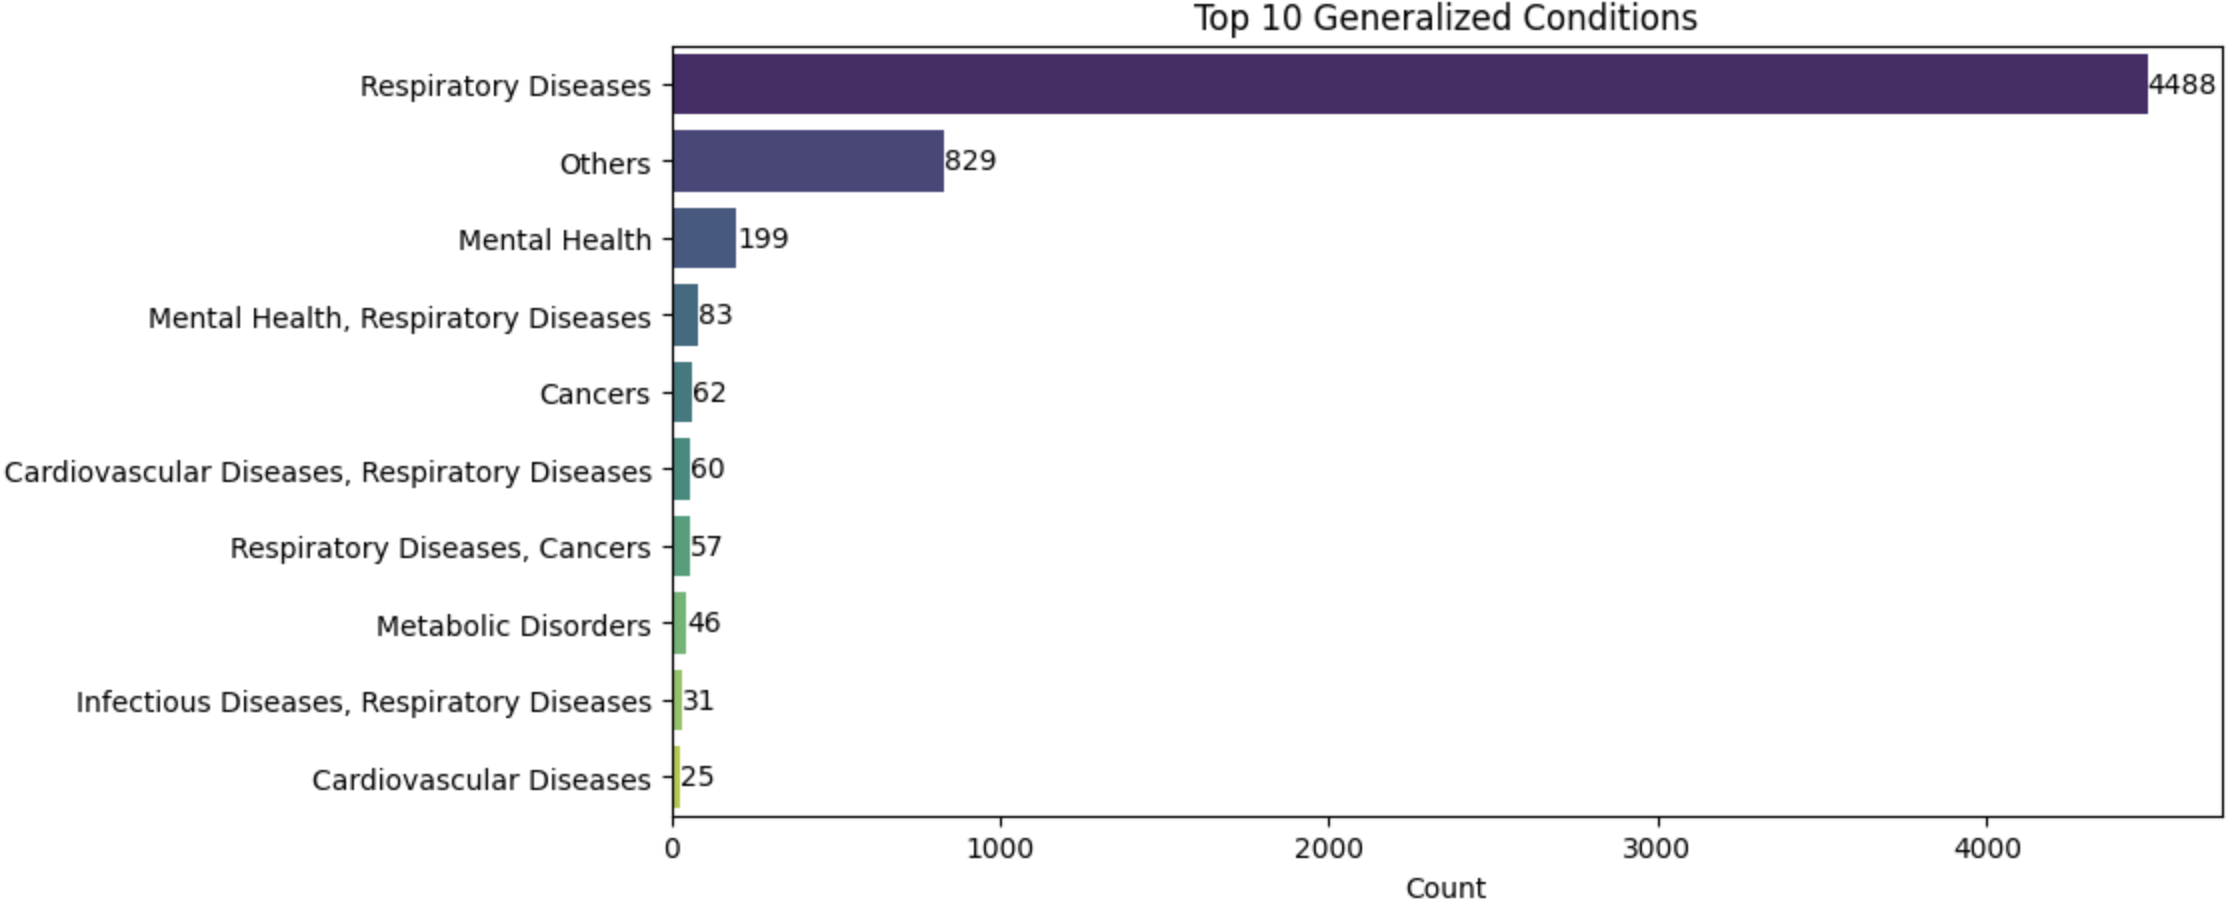 Top 10 Generalized Conditions
Respiratory Diseases 4488
Others 829
Mental Health 199
Mental Health, Respiratory Diseases 83
Cancers 62
Cardiovascular Diseases, Respiratory Diseases 60
Respiratory Diseases, Cancers 57
Metabolic Disorders 46
Infectious Diseases, Respiratory Diseases 31
Cardiovascular Diseases 25
0 1000 2000 3000 4000
Count